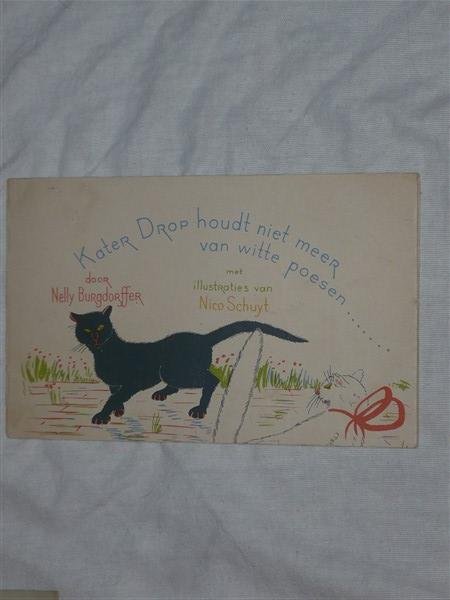 Kater Drop houdt niet meer
van witte poesen........
door
Nelly Burgdorffer
met
illustraties van
Nico Schuyt